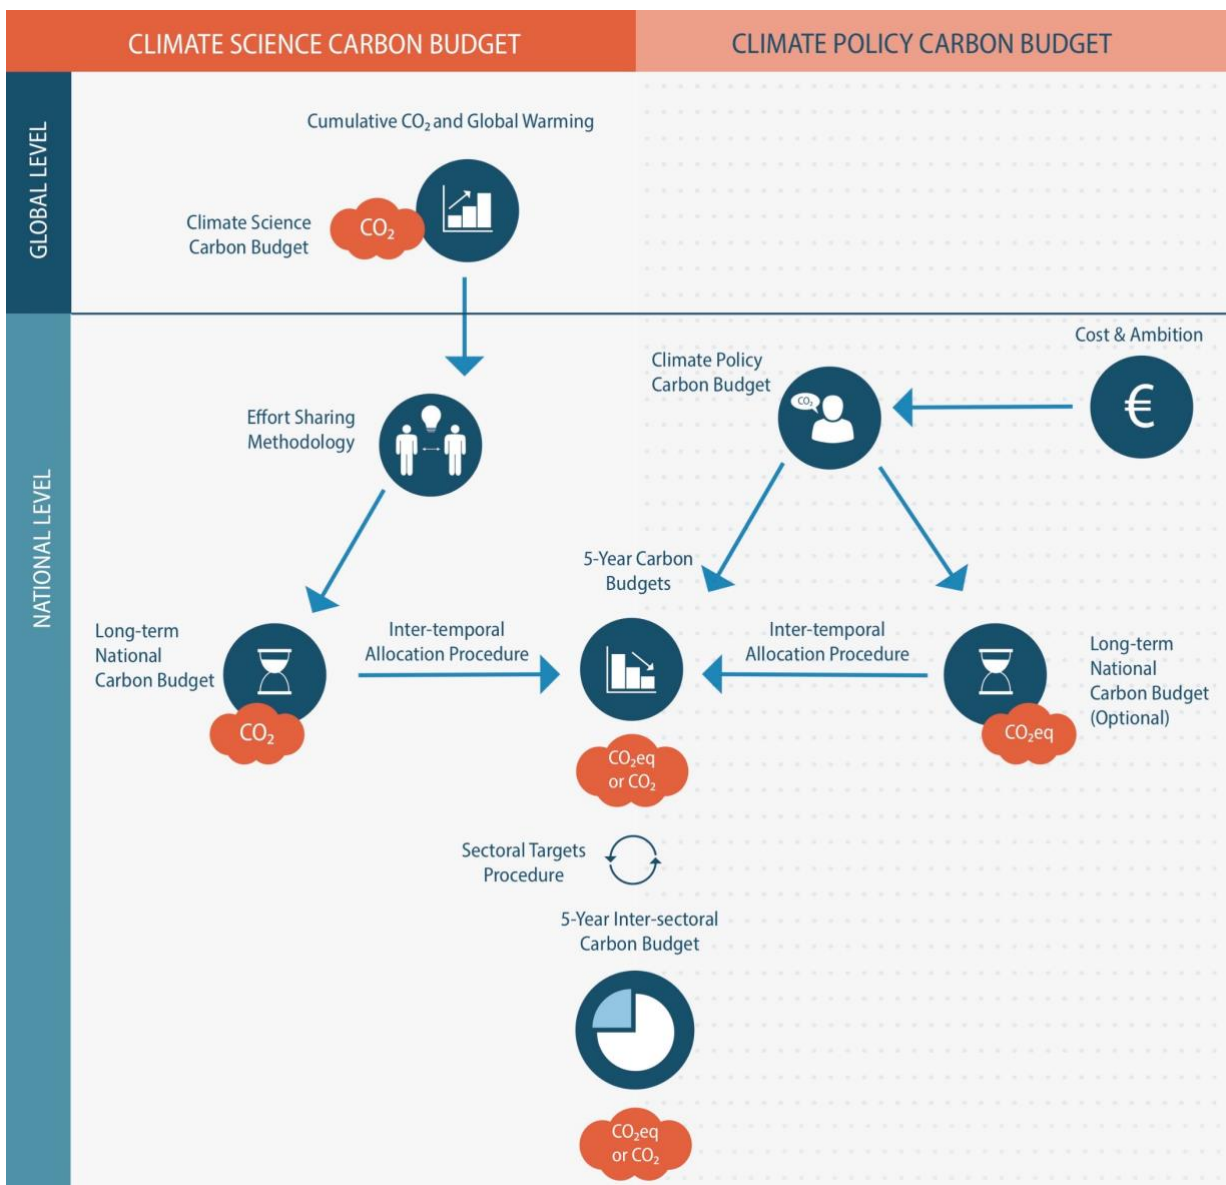 CLIMATE SCIENCE CARBON BUDGET
CLIMATE POLICY CARBON BUDGET
GLOBAL LEVEL
Cumulative CO₂ and Global Warming
Climate Science
Carbon Budget
CO₂
NATIONAL LEVEL
Cost & Ambition
Climate Policy
Carbon Budget
CO₂
€
Effort Sharing
Methodology
5-Year Carbon
Budgets
Long-term
National
Carbon Budget
CO₂
Inter-temporal
Allocation Procedure
Inter-temporal
Allocation Procedure
Long-term
National
Carbon Budget
(Optional)
CO₂eq
CO₂eq
or CO₂
Sectoral Targets
Procedure
5-Year Inter-sectoral
Carbon Budget
CO₂eq
or CO₂